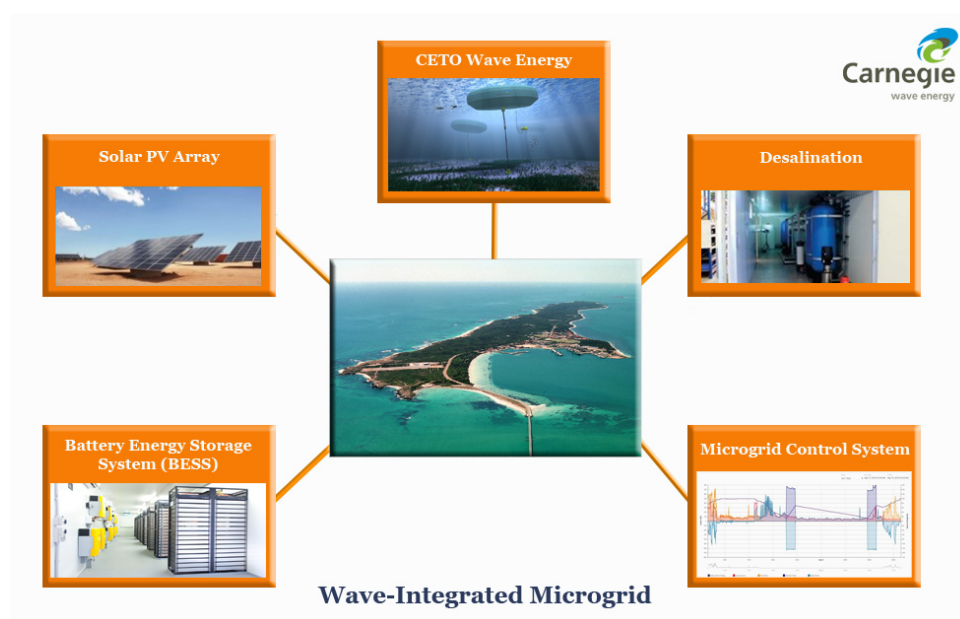 CETO Wave Energy
Carnegie
wave energy
Solar PV Array
Desalination
Battery Energy Storage
System (BESS)
Microgrid Control System
Wave-Integrated Microgrid